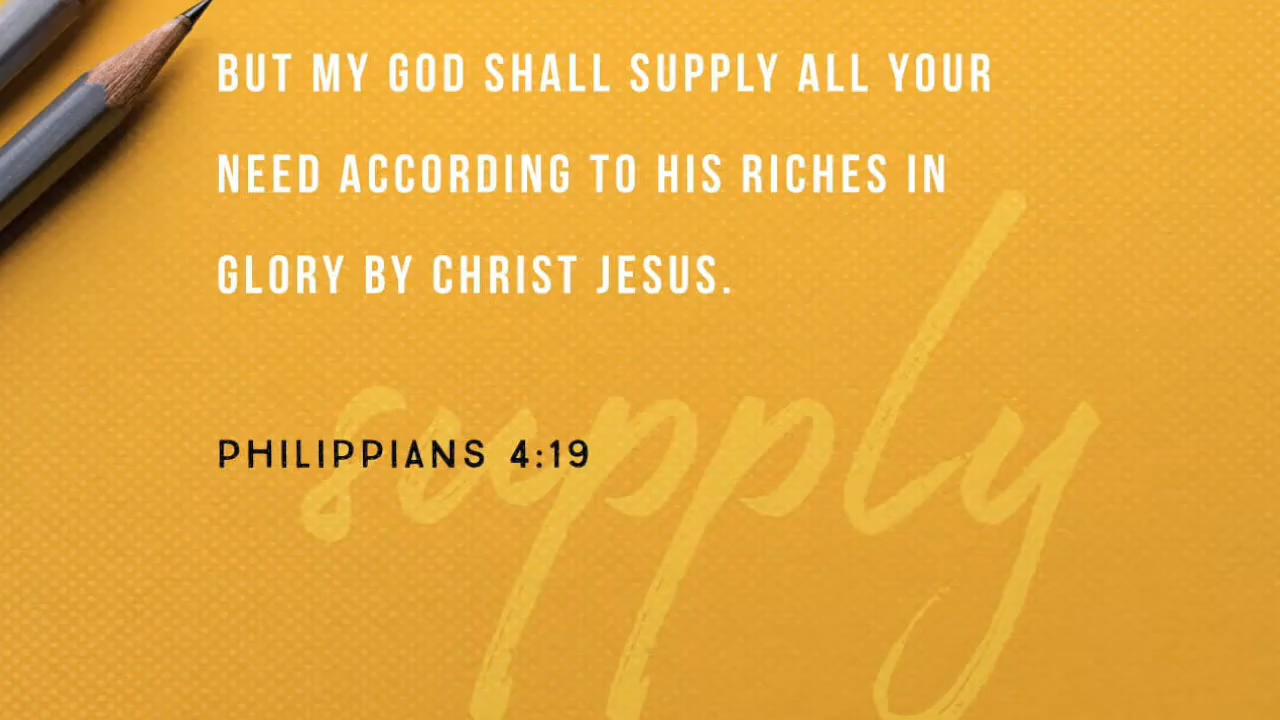 BUT MY GOD SHALL SUPPLY ALL YOUR
NEED ACCORDING TO HIS RICHES IN
GLORY BY CHRIST JESUS.
supply
PHILIPPIANS 4:19